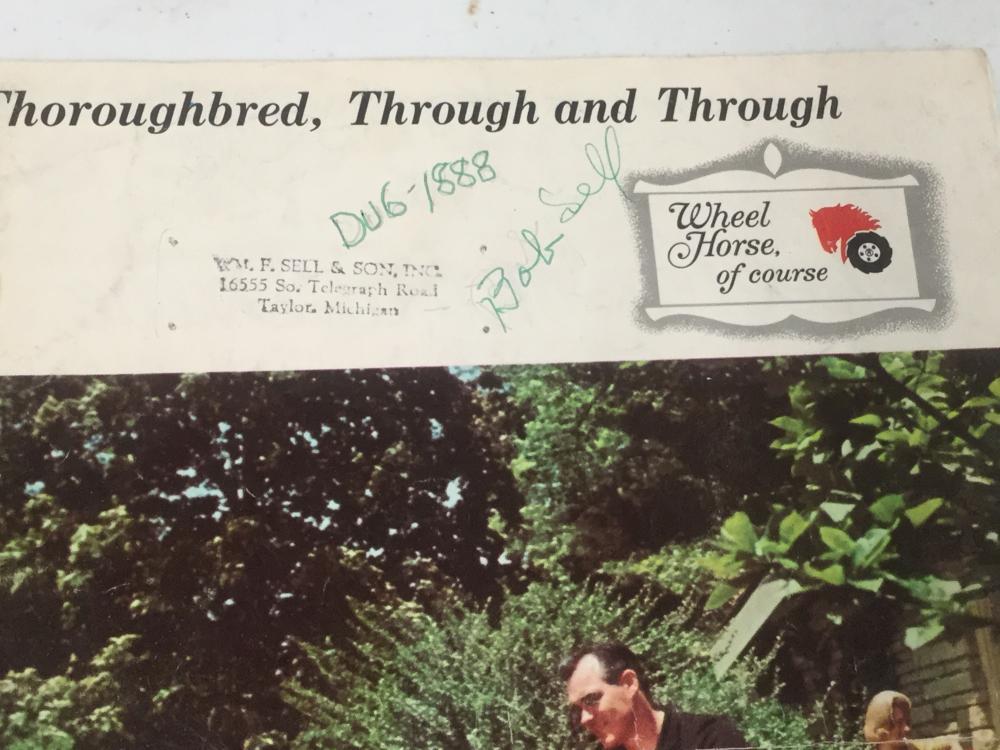 Thoroughbred, Through and Through
DU6-1888
Bob Sell
WM. F. SELL & SON, INC.
16555 So. Telegraph Road
Taylor, Michigan
Wheel
Horse,
of course